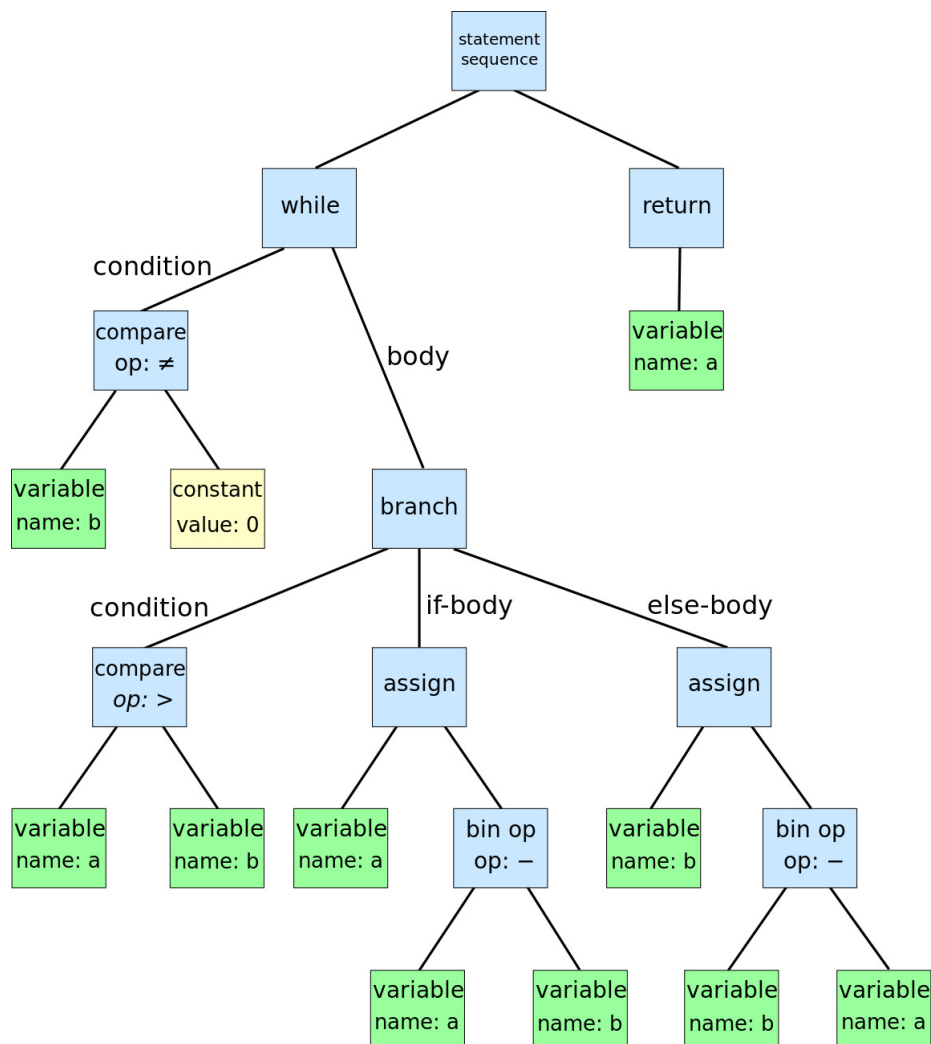 statement
sequence
while
return
condition
compare
op: ≠
body
variable
name: a
variable
name: b
constant
value: 0
branch
condition
if-body
else-body
compare
op: >
assign
assign
variable
name: a
variable
name: b
variable
name: a
bin op
op: −
variable
name: b
bin op
op: −
variable
name: a
variable
name: b
variable
name: b
variable
name: a